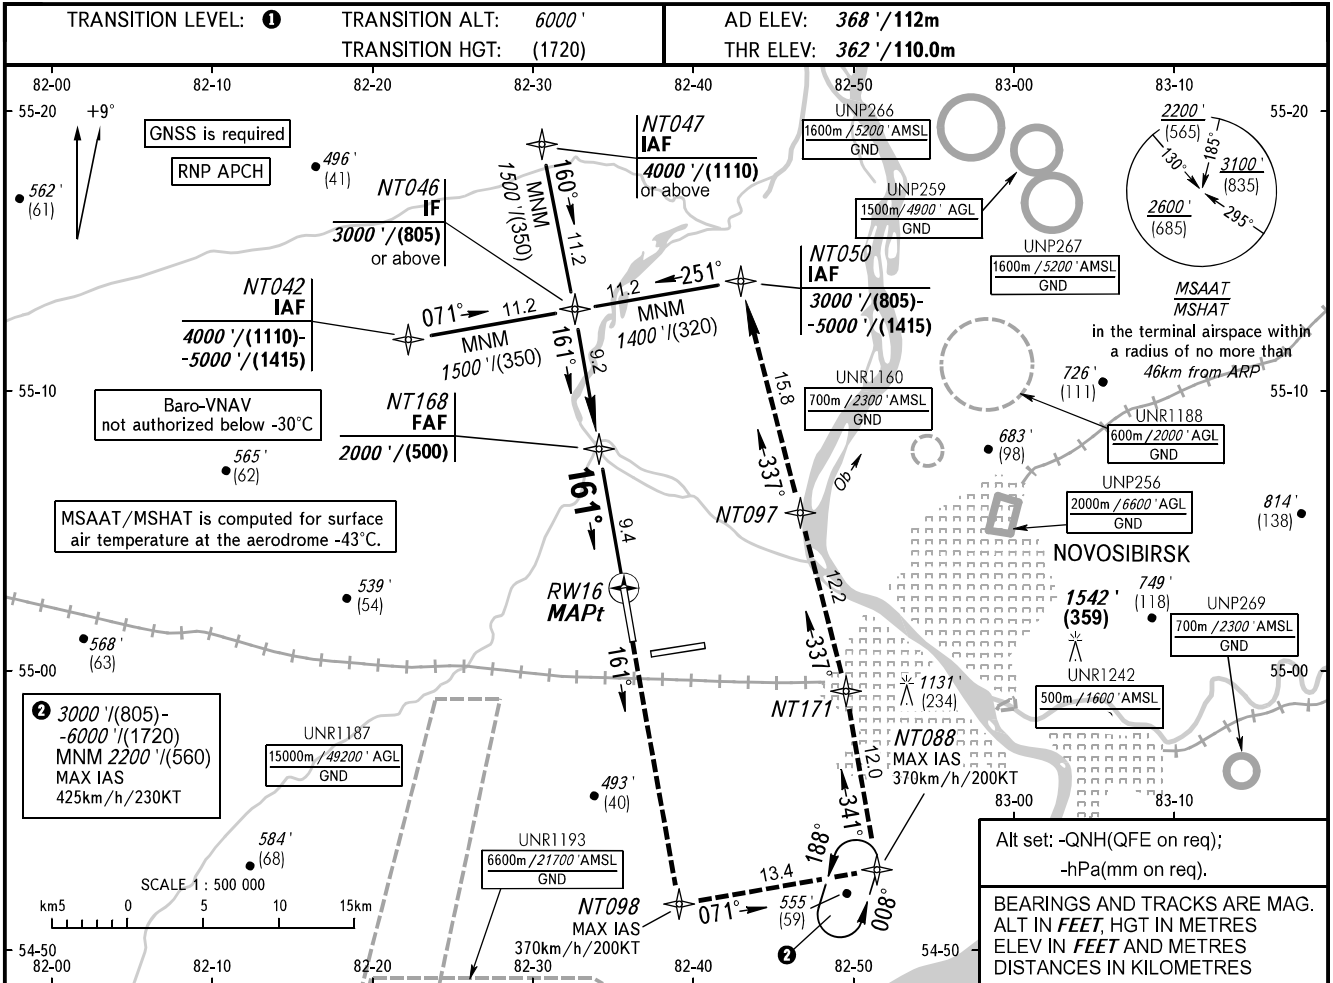 TRANSITION LEVEL: ❶ TRANSITION ALT: 6000 '
TRANSITION HGT: (1720)
AD ELEV: 368 '/112m
THR ELEV: 362 '/110.0m
82-00 82-10 82-20 82-30 82-40 82-50 83-00 83-10
55-20
55-20
+9°
GNSS is required
RNP APCH
496 '
(41)
562 '
(61)
NT047
IAF
4000 '/(1110)
or above
160°
MNM
1500 '/(350)
11.2
NT046
IF
3000 '/(805)
or above
NT042
IAF
4000 '/(1110)-
-5000 '/(1415)
071°
11.2
MNM
1500 '/(350)
251°
11.2
MNM
1400 '/(320)
NT050
IAF
3000 '/(805)-
-5000 '/(1415)
UNP266
1600m / 5200 ' AMSL
GND
UNP259
1500m / 4900 ' AGL
GND
UNP267
1600m / 5200 ' AMSL
GND
2200 '
(565)
185°
130°
3100 '
(835)
2600 '
(685)
295°
MSAAT
MSHAT
in the terminal airspace within
a radius of no more than
46km from ARP
55-10
55-10
161°
9.2
NT168
FAF
2000 '/(500)
Baro-VNAV
not authorized below -30°C
565 '
(62)
MSAAT/MSHAT is computed for surface
air temperature at the aerodrome -43°C.
161°
9.4
15.8
337°
UNR1160
700m / 2300 ' AMSL
GND
Ob
726 '
(111)
UNR1188
600m / 2000 ' AGL
GND
683 '
(98)
UNP256
2000m / 6600 ' AGL
GND
814 '
(138)
NT097
NOVOSIBIRSK
539 '
(54)
RW16
MAPt
12.2
337°
1542 '
(359)
749 '
(118)
UNP269
700m / 2300 ' AMSL
GND
568 '
(63)
55-00
55-00
161°
NT171
1131 '
(234)
UNR1242
500m / 1600 ' AMSL
❷ 3000 '/(805)-
-6000 '/(1720)
MNM 2200 '/(560)
MAX IAS
425km/h/230KT
UNR1187
15000m / 49200 ' AGL
GND
NT088
MAX IAS
370km/h/200KT
12.0
341°
493 '
(40)
83-00 83-10
584 '
(68)
UNR1193
6600m / 21700 ' AMSL
GND
188°
13.4
071°
555 '
(59)
008°
❷
NT098
MAX IAS
370km/h/200KT
SCALE 1 : 500 000
km5 0 5 10 15km
54-50
54-50
82-00 82-10 82-20 82-30 82-40 82-50
Alt set: -QNH(QFE on req);
-hPa(mm on req).
BEARINGS AND TRACKS ARE MAG.
ALT IN FEET, HGT IN METRES
ELEV IN FEET AND METRES
DISTANCES IN KILOMETRES